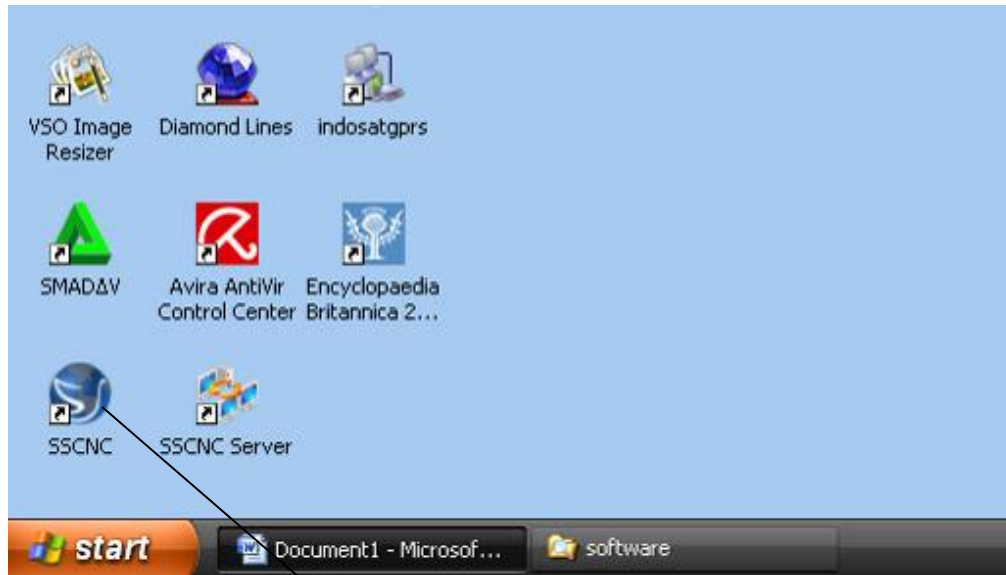 VSO Image
Resizer
Diamond Lines
indosatgprs
SMAD∆V
Avira AntiVir
Control Center
Encyclopaedia
Britannica 2...
SSCNC
SSCNC Server
start
Document1 - Microsof...
software